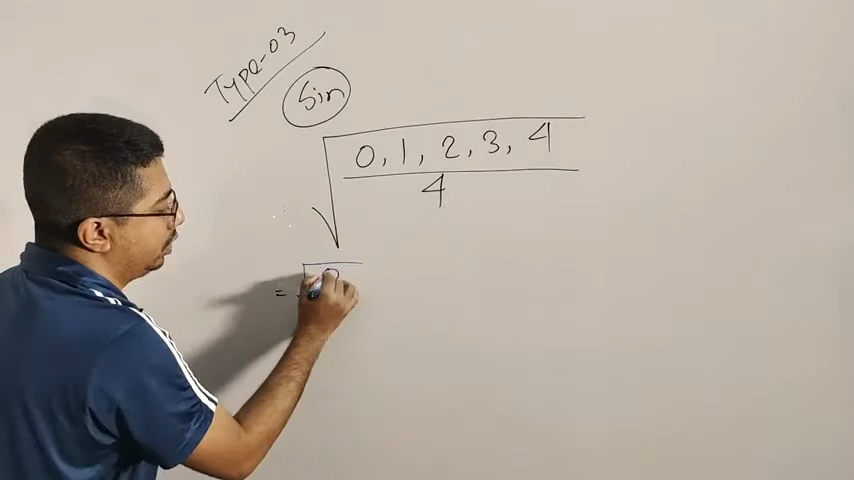 Type-03
Sin
√ 0, 1, 2, 3, 4
4
=